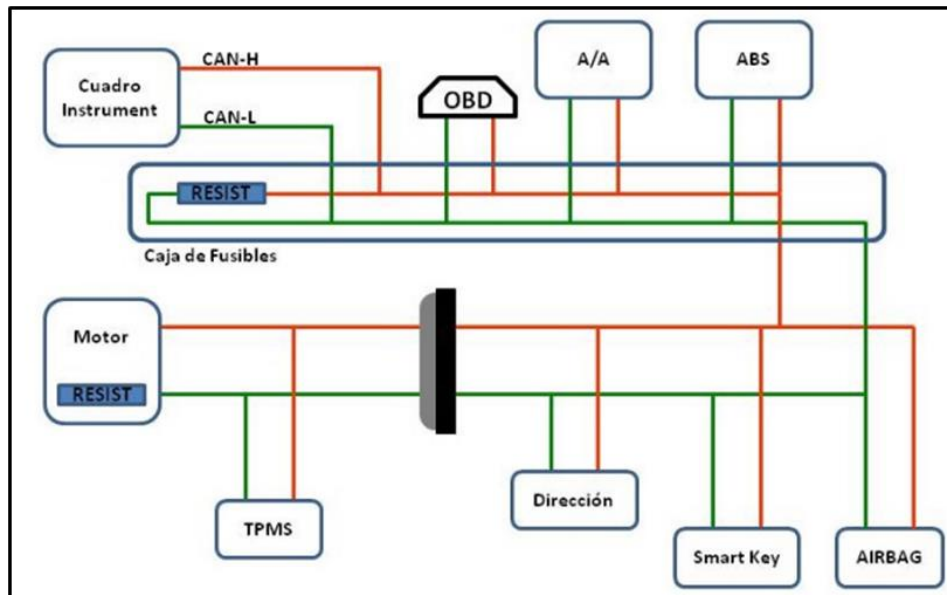 CAN-H
Cuadro
Instrument
CAN-L
OBD
A/A
ABS
RESIST
Caja de Fusibles
Motor
RESIST
TPMS
Dirección
Smart Key
AIRBAG